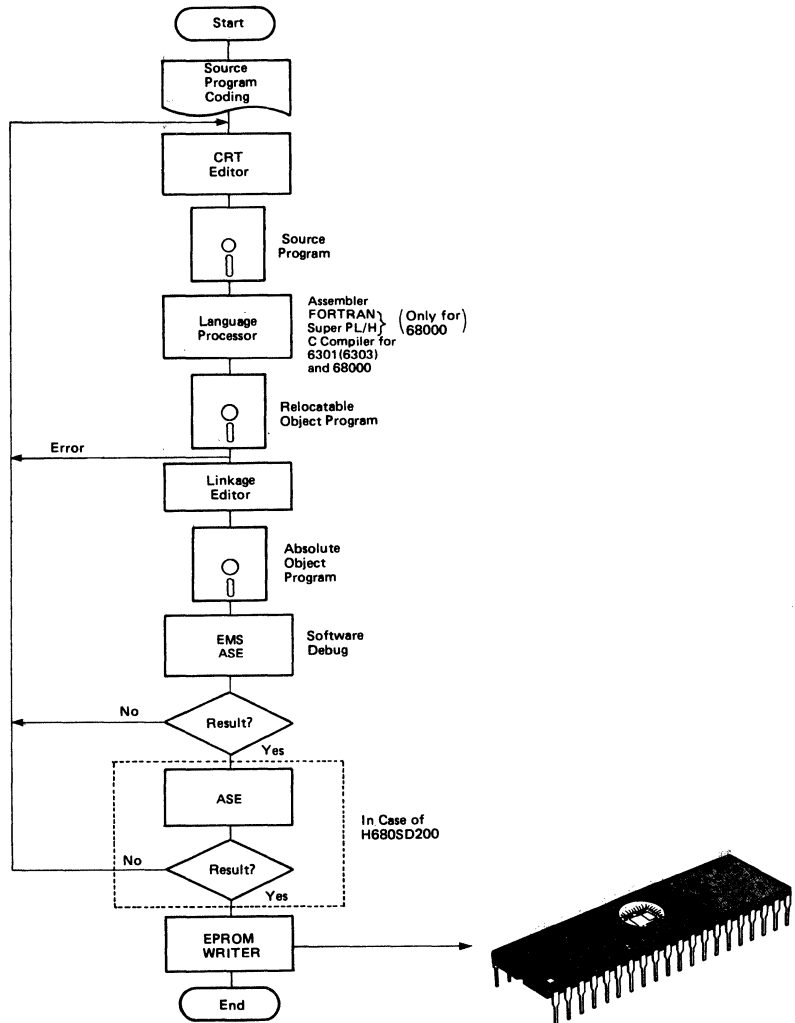 Start
Source
Program
Coding
CRT
Editor
Source
Program
Language
Processor
Assembler
FORTRAN
Super PL/H
} (Only for
68000)
C Compiler for
6301(6303)
and 68000
Relocatable
Object Program
Error
Linkage
Editor
Absolute
Object
Program
EMS
ASE
Software
Debug
No
Result?
Yes
ASE
In Case of
H680SD200
No
Result?
Yes
EPROM
WRITER
End